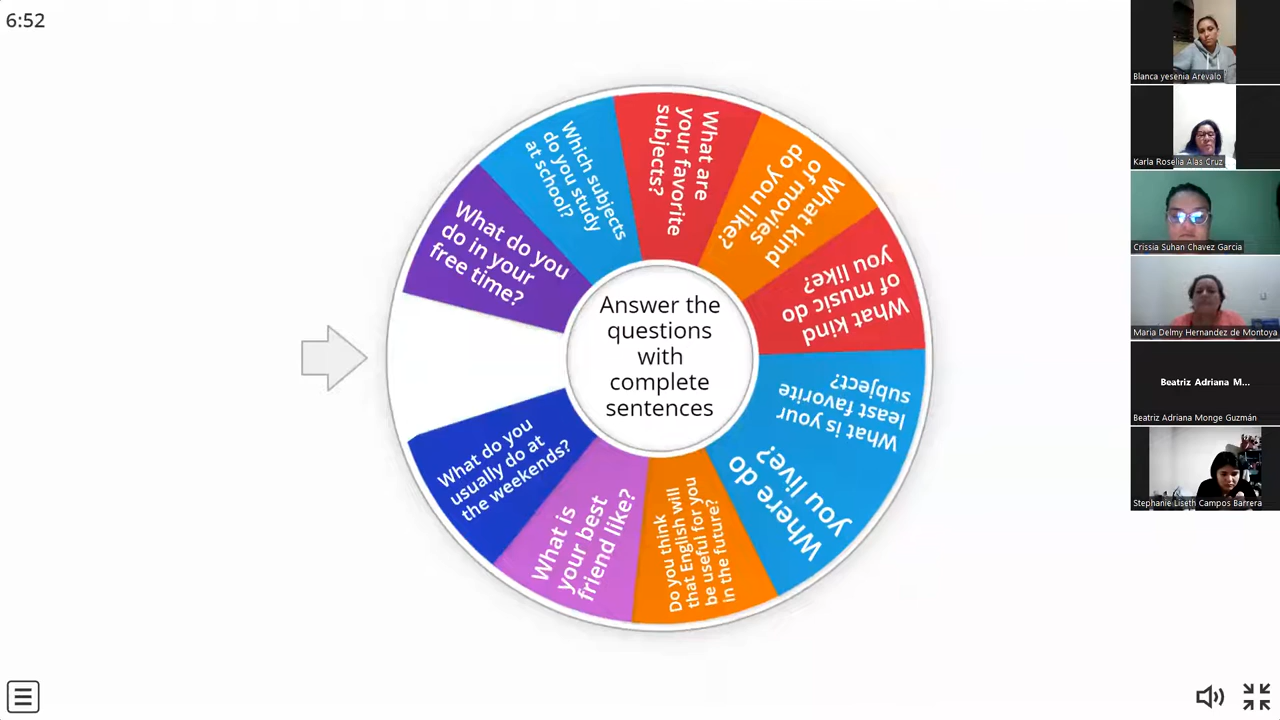 6:52
What are
your favorite
subjects?
What kind
of movies
do you like?
What kind
of music do
you like?
What is your
least favorite
subject?
Where do
you live?
Do you think
that English will
be useful for you
in the future?
What is
your best
friend like?
What do you
usually do at
the weekends?
What do you
do in your
free time?
Which subjects
do you study
at school?
Answer the
questions
with
complete
sentences
Blanca yesenia Arevalo
Karla Roselia Alas Cruz
Crissia Suhan Chavez Garcia
Maria Delmy Hernandez de Montoya
Beatriz Adriana M...
Beatriz Adriana Monge Guzmán
Stephanie Liseth Campos Barrera